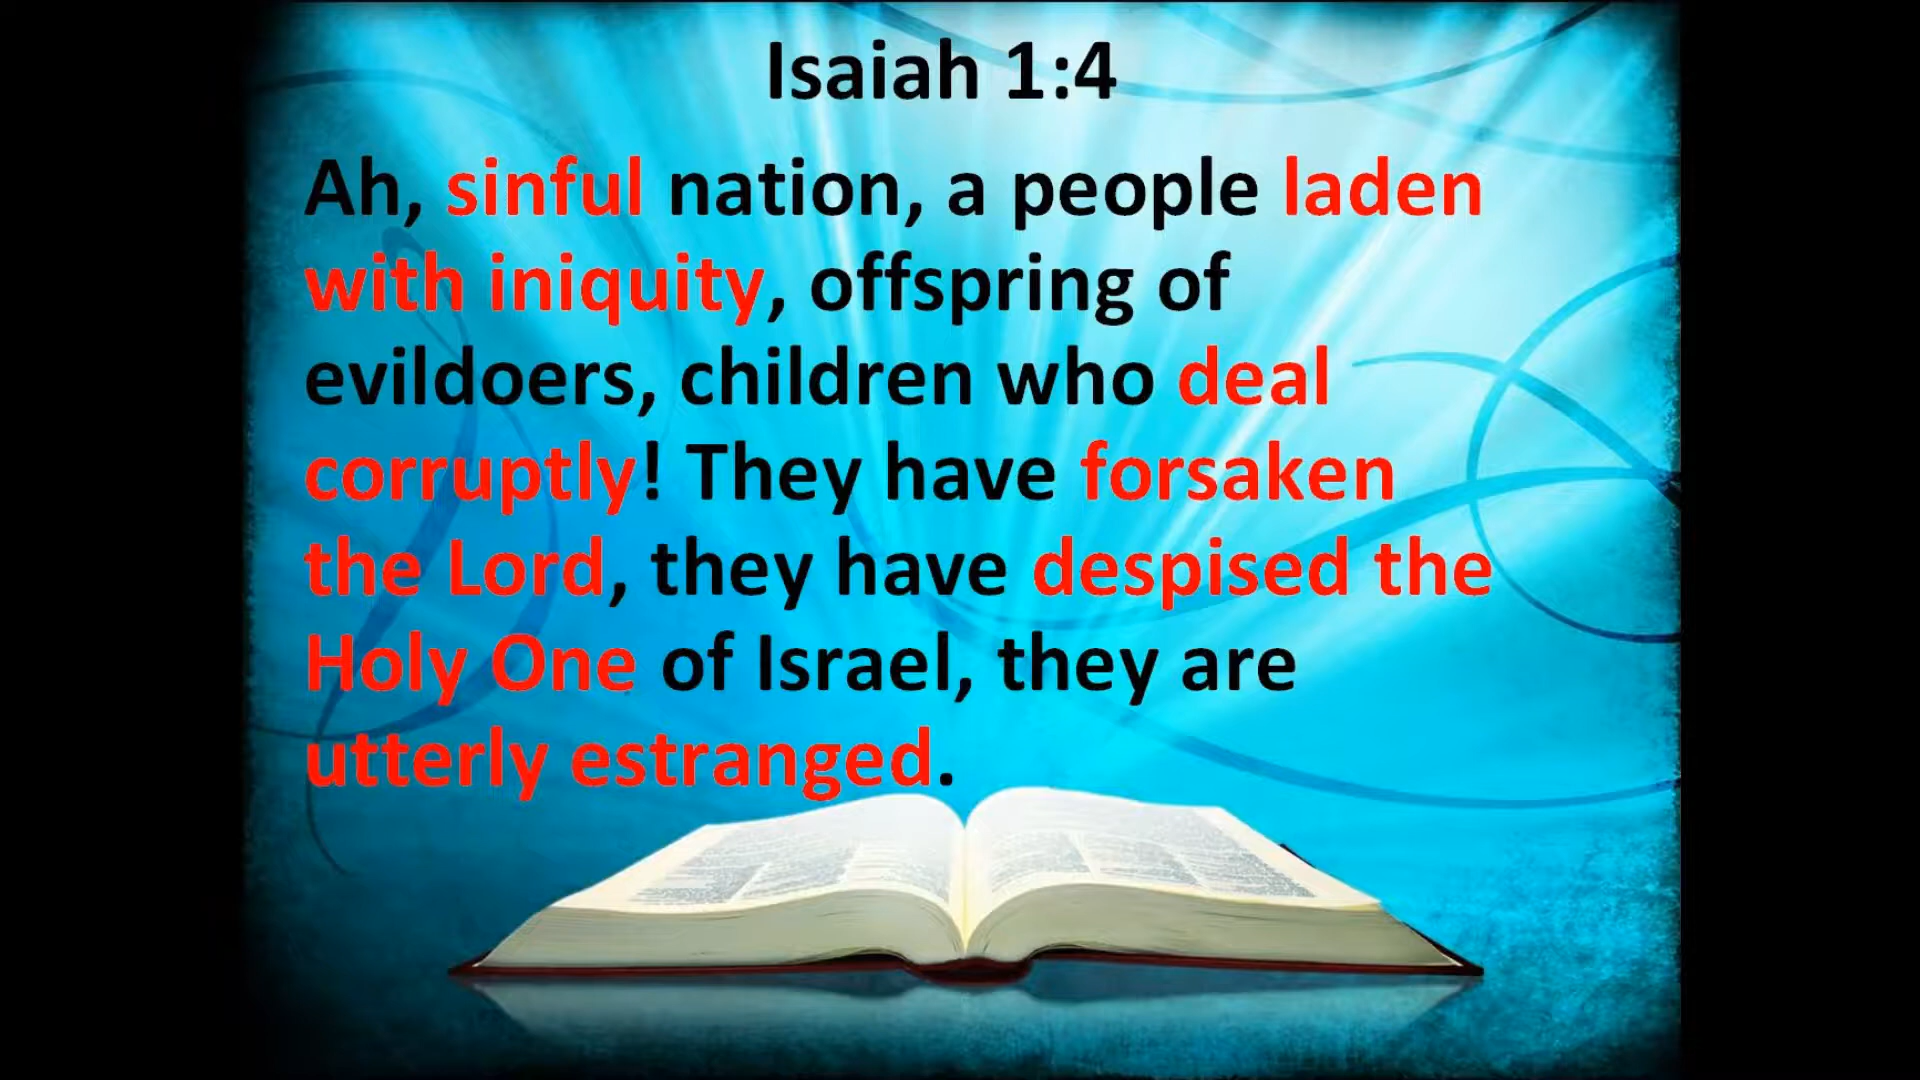 Isaiah 1:4
Ah, sinful nation, a people laden
with iniquity, offspring of
evildoers, children who deal
corruptly! They have forsaken
the Lord, they have despised the
Holy One of Israel, they are
utterly estranged.